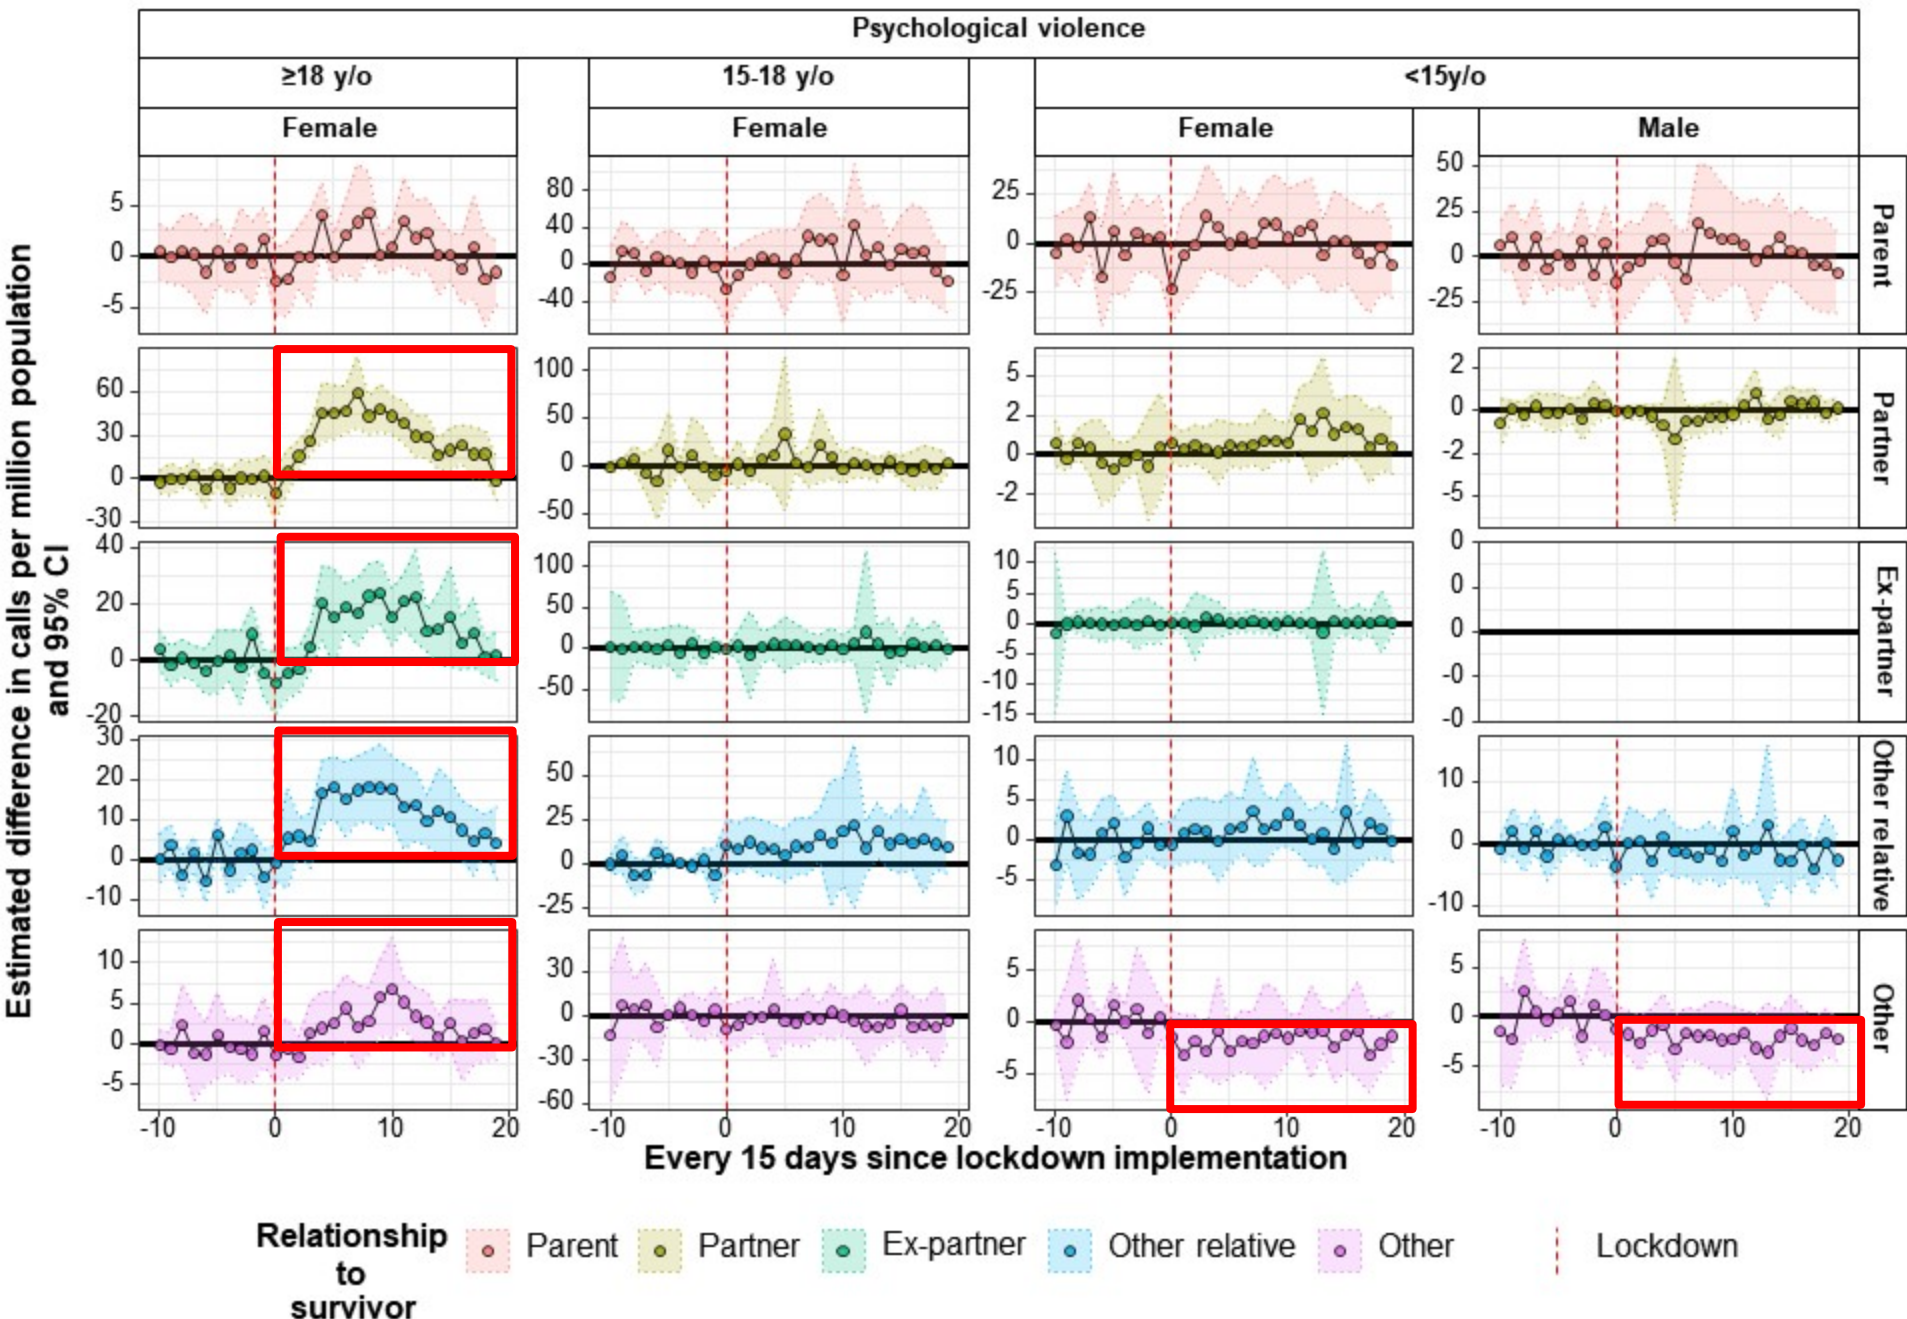 Psychological violence
≥18 y/o
15-18 y/o
<15y/o
Female
Female
Female
Male
Estimated difference in calls per million population
and 95% CI
5
0
-5
80
40
0
-40
25
0
-25
50
25
0
-25
Parent
60
30
0
-30
100
50
0
-50
5
2
0
-2
2
0
-2
-5
Partner
40
20
0
-20
100
50
0
-50
10
5
0
-5
-10
-15
0
0
0
-0
-0
Ex-partner
30
20
10
0
-10
50
25
0
-25
10
5
0
-5
10
0
-10
Other relative
10
5
0
-5
30
0
-30
-60
5
0
-5
5
0
-5
Other
-10 0 10 20
-10 0 10 20
-10 0 10 20
-10 0 10 20
Every 15 days since lockdown implementation
Relationship
to
survivor
Parent
Partner
Ex-partner
Other relative
Other
Lockdown